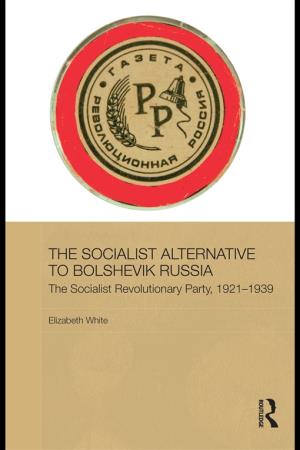 ГАЗЕТА
РР
РЕВОЛЮЦИОННАЯ РОССИЯ
THE SOCIALIST ALTERNATIVE
TO BOLSHEVIK RUSSIA
The Socialist Revolutionary Party, 1921–1939
Elizabeth White
ROUTLEDGE